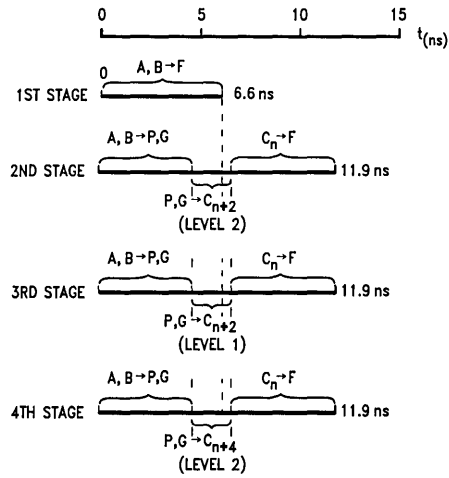 0 5 10 15
t(ns)
0
A, B→F
1ST STAGE 6.6 ns
A, B→P,G Cn→F
2ND STAGE 11.9 ns
P,G→Cn+2
(LEVEL 2)
A, B→P,G Cn→F
3RD STAGE 11.9 ns
P,G→Cn+2
(LEVEL 1)
A, B→P,G Cn→F
4TH STAGE 11.9 ns
P,G→Cn+4
(LEVEL 2)